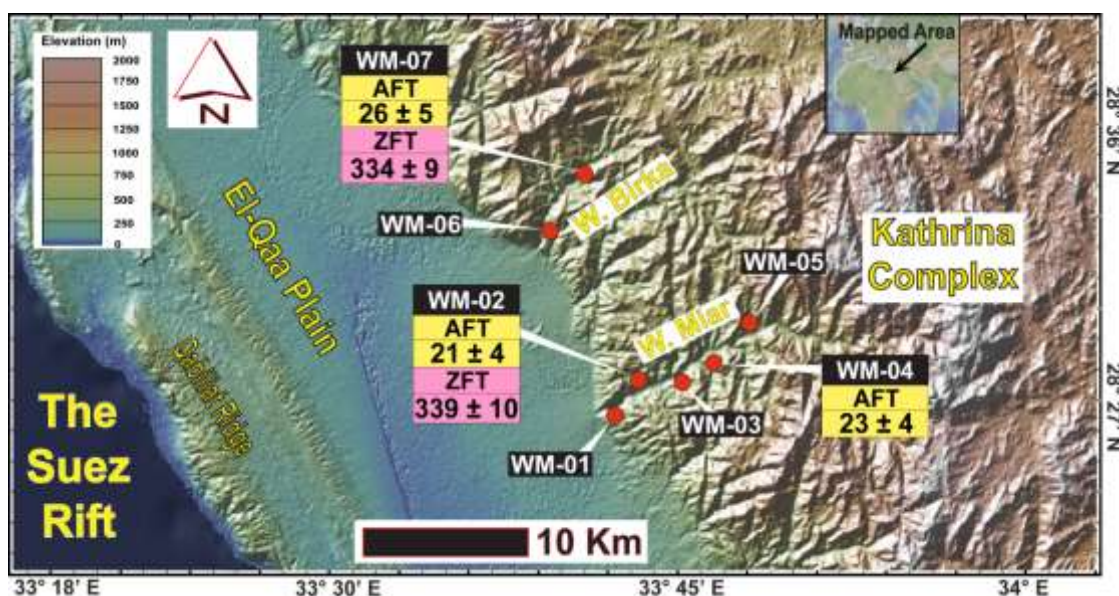 Elevation (m)
2000
1750
1500
1250
1000
750
500
250
0
N
WM-07
AFT
26 ± 5
ZFT
334 ± 9
Mapped Area
28° 36' N
W. Birka
WM-06
El-Qaa Plain
Kathrina
Complex
WM-05
WM-02
AFT
21 ± 4
ZFT
339 ± 10
W. Miar
WM-04
AFT
23 ± 4
WM-03
WM-01
28° 27' N
Ridge
The
Suez
Rift
10 Km
33° 18' E
33° 30' E
33° 45' E
34° E